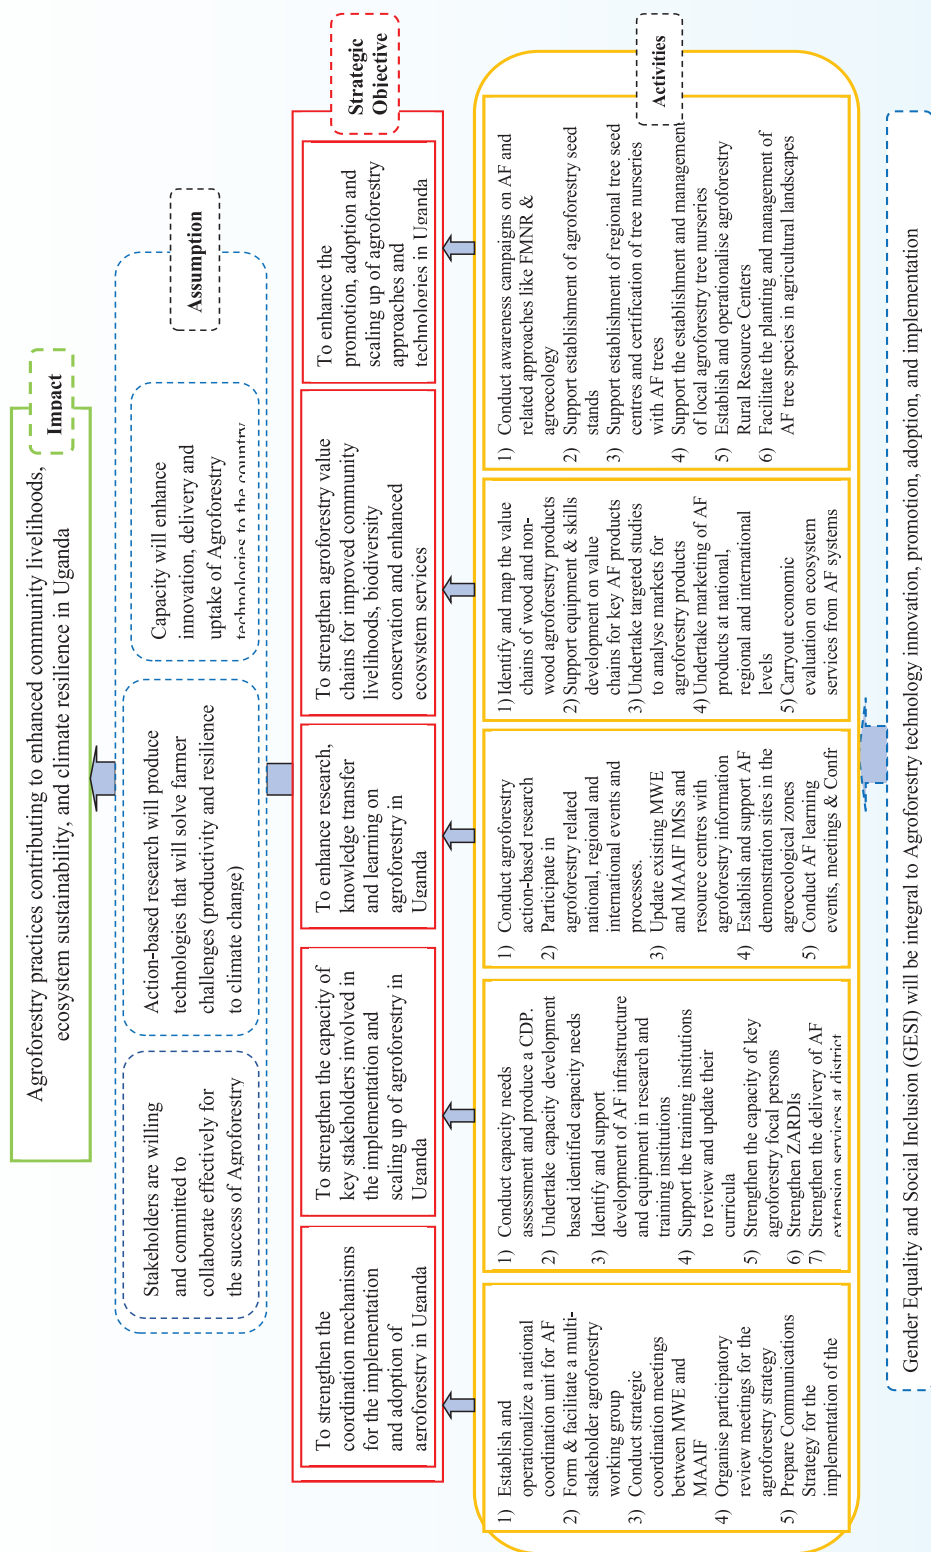 Agroforestry practices contributing to enhanced community livelihoods,
ecosystem sustainability, and climate resilience in Uganda
Impact
Assumption
Stakeholders are willing
and committed to
collaborate effectively for
the success of Agroforestry
Action-based research will produce
technologies that will solve farmer
challenges (productivity and resilience
to climate change)
Capacity will enhance
innovation, delivery and
uptake of Agroforestry
technologies to the country
Strategic
Objective
To strengthen the
coordination mechanisms
for the implementation
and adoption of
agroforestry in Uganda
To strengthen the capacity of
key stakeholders involved in
the implementation and
scaling up of agroforestry in
Uganda
To enhance research,
knowledge transfer
and learning on
agroforestry in
Uganda
To strengthen agroforestry value
chains for improved community
livelihoods, biodiversity
conservation and enhanced
ecosystem services
To enhance the
promotion, adoption and
scaling up of agroforestry
approaches and
technologies in Uganda
Activities
1) Establish and
operationalize a national
coordination unit for AF
2) Form & facilitate a multi-
stakeholder agroforestry
working group
3) Conduct strategic
coordination meetings
between MWE and
MAAIF
4) Organise participatory
review meetings for the
agroforestry strategy
5) Prepare Communications
Strategy for the
implementation of the
1) Conduct capacity needs
assessment and produce a CDP.
2) Undertake capacity development
based identified capacity needs
3) Identify and support
development of AF infrastructure
and equipment in research and
training institutions
4) Support the training institutions
to review and update their
curricula
5) Strengthen the capacity of key
agroforestry focal persons
6) Strengthen ZARDIs
7) Strengthen the delivery of AF
extension services at district
1) Conduct agroforestry
action-based research
2) Participate in
agroforestry related
national, regional and
international events and
processes.
3) Update existing MWE
and MAAIF IMSs and
resource centres with
agroforestry information
4) Establish and support AF
demonstration sites in the
agroecological zones
5) Conduct AF learning
events, meetings & Confr
1) Identify and map the value
chains of wood and non-
wood agroforestry products
2) Support equipment & skills
development on value
chains for key AF products
3) Undertake targeted studies
to analyse markets for
agroforestry products
4) Undertake marketing of AF
products at national,
regional and international
levels
5) Carryout economic
evaluation on ecosystem
services from AF systems
1) Conduct awareness campaigns on AF and
related approaches like FMNR &
agroecology
2) Support establishment of agroforestry seed
stands
3) Support establishment of regional tree seed
centres and certification of tree nurseries
with AF trees
4) Support the establishment and management
of local agroforestry tree nurseries
5) Establish and operationalise agroforestry
Rural Resource Centers
6) Facilitate the planting and management of
AF tree species in agricultural landscapes
Gender Equality and Social Inclusion (GESI) will be integral to Agroforestry technology innovation, promotion, adoption, and implementation